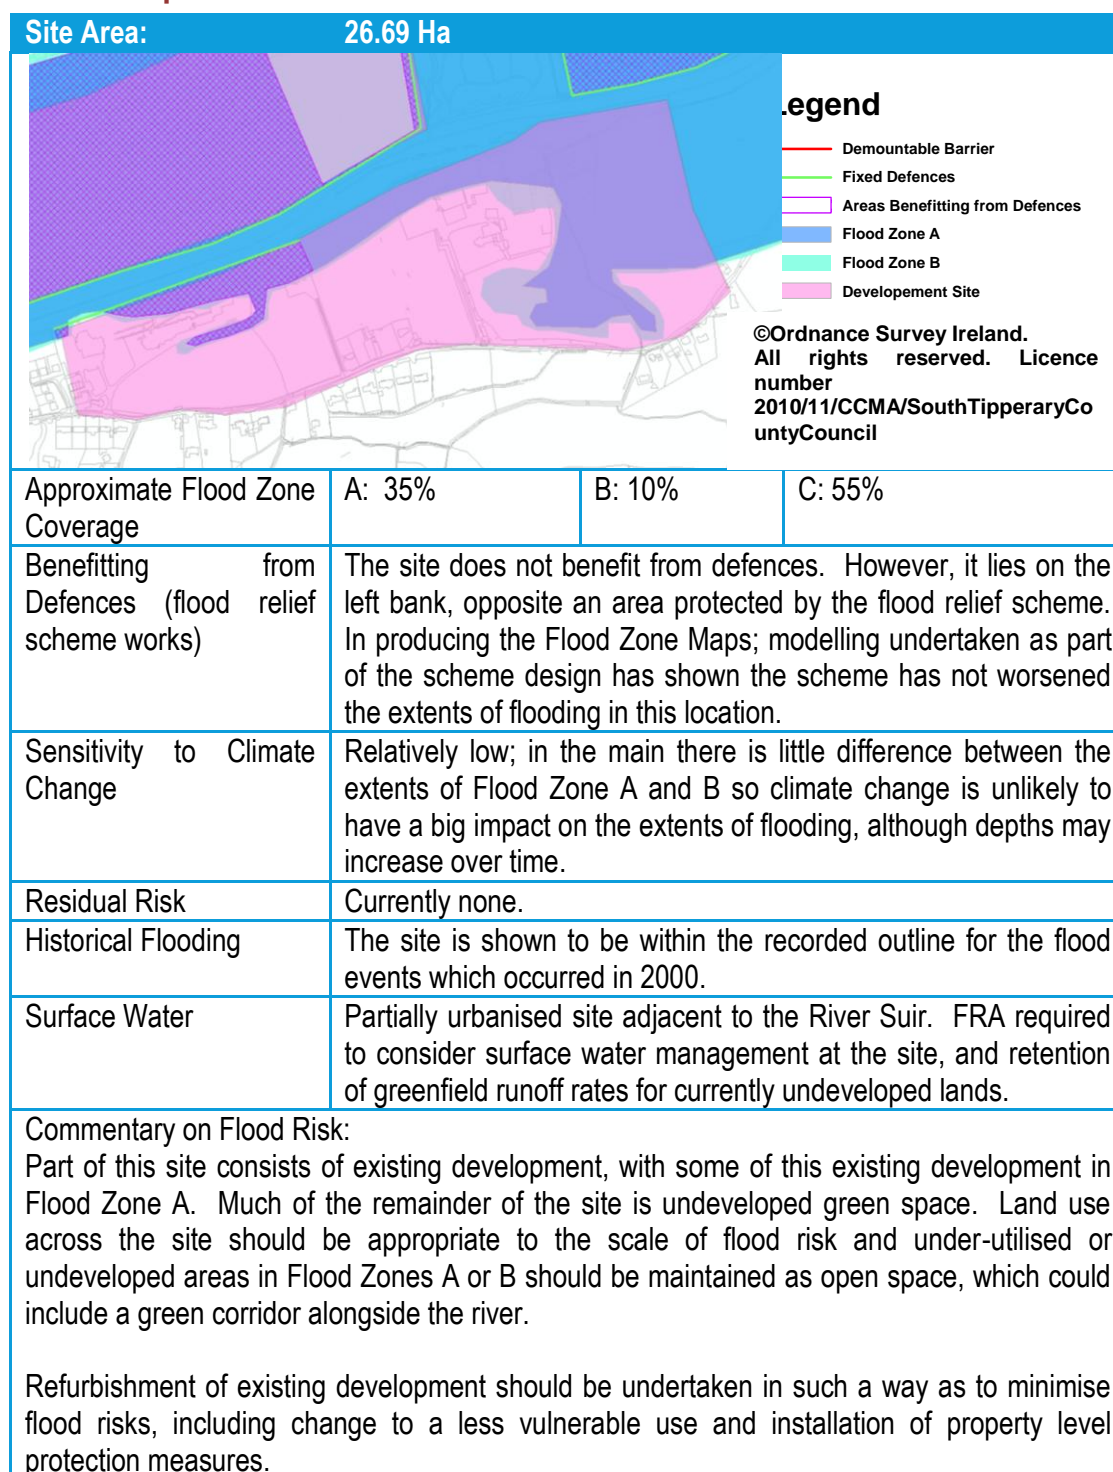 Site Area: 26.69 Ha
egend
Demountable Barrier
Fixed Defences
Areas Benefitting from Defences
Flood Zone A
Flood Zone B
Developement Site
©Ordnance Survey Ireland.
All rights reserved. Licence
number
2010/11/CCMA/SouthTipperaryCo
untyCouncil
Approximate Flood Zone
Coverage
A: 35%
B: 10%
C: 55%
Benefitting from
Defences (flood relief
scheme works)
The site does not benefit from defences. However, it lies on the
left bank, opposite an area protected by the flood relief scheme.
In producing the Flood Zone Maps; modelling undertaken as part
of the scheme design has shown the scheme has not worsened
the extents of flooding in this location.
Sensitivity to Climate
Change
Relatively low; in the main there is little difference between the
extents of Flood Zone A and B so climate change is unlikely to
have a big impact on the extents of flooding, although depths may
increase over time.
Residual Risk
Currently none.
Historical Flooding
The site is shown to be within the recorded outline for the flood
events which occurred in 2000.
Surface Water
Partially urbanised site adjacent to the River Suir. FRA required
to consider surface water management at the site, and retention
of greenfield runoff rates for currently undeveloped lands.
Commentary on Flood Risk:
Part of this site consists of existing development, with some of this existing development in
Flood Zone A. Much of the remainder of the site is undeveloped green space. Land use
across the site should be appropriate to the scale of flood risk and under-utilised or
undeveloped areas in Flood Zones A or B should be maintained as open space, which could
include a green corridor alongside the river.
Refurbishment of existing development should be undertaken in such a way as to minimise
flood risks, including change to a less vulnerable use and installation of property level
protection measures.